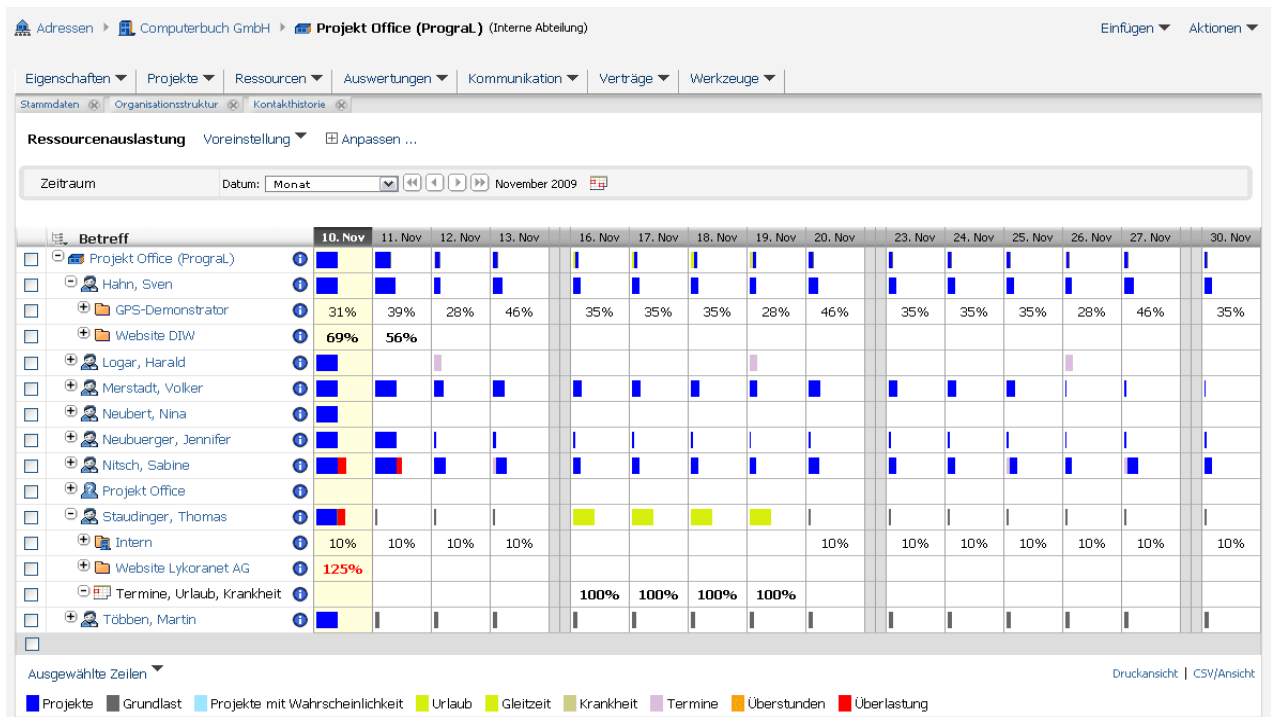 Adressen Computerbuch GmbH Projekt Office (PrograL) (Interne Abteilung) Einfügen Aktionen
Eigenschaften Projekte Ressourcen Auswertungen Kommunikation Verträge Werkzeuge
Stammdaten Organisationsstruktur Kontakthistorie
Ressourcenauslastung Voreinstellung Anpassen ...
Zeitraum Datum: Monat November 2009
Betreff 10. Nov 11. Nov 12. Nov 13. Nov 16. Nov 17. Nov 18. Nov 19. Nov 20. Nov 23. Nov 24. Nov 25. Nov 26. Nov 27. Nov 30. Nov
Projekt Office (PrograL)
Hahn, Sven
GPS-Demonstrator 31% 39% 28% 46% 35% 35% 35% 28% 46% 35% 35% 35% 28% 46% 35%
Website DIW 69% 56%
Logar, Harald
Merstadt, Volker
Neubert, Nina
Neubuerger, Jennifer
Nitsch, Sabine
Projekt Office
Staudinger, Thomas
Intern 10% 10% 10% 10% 10% 10% 10% 10% 10% 10% 10%
Website Lykoranet AG 125%
Termine, Urlaub, Krankheit 100% 100% 100% 100%
Többen, Martin
Ausgewählte Zeilen Druckansicht | CSV/Ansicht
Projekte Grundlast Projekte mit Wahrscheinlichkeit Urlaub Gleitzeit Krankheit Termine Überstunden Überlastung